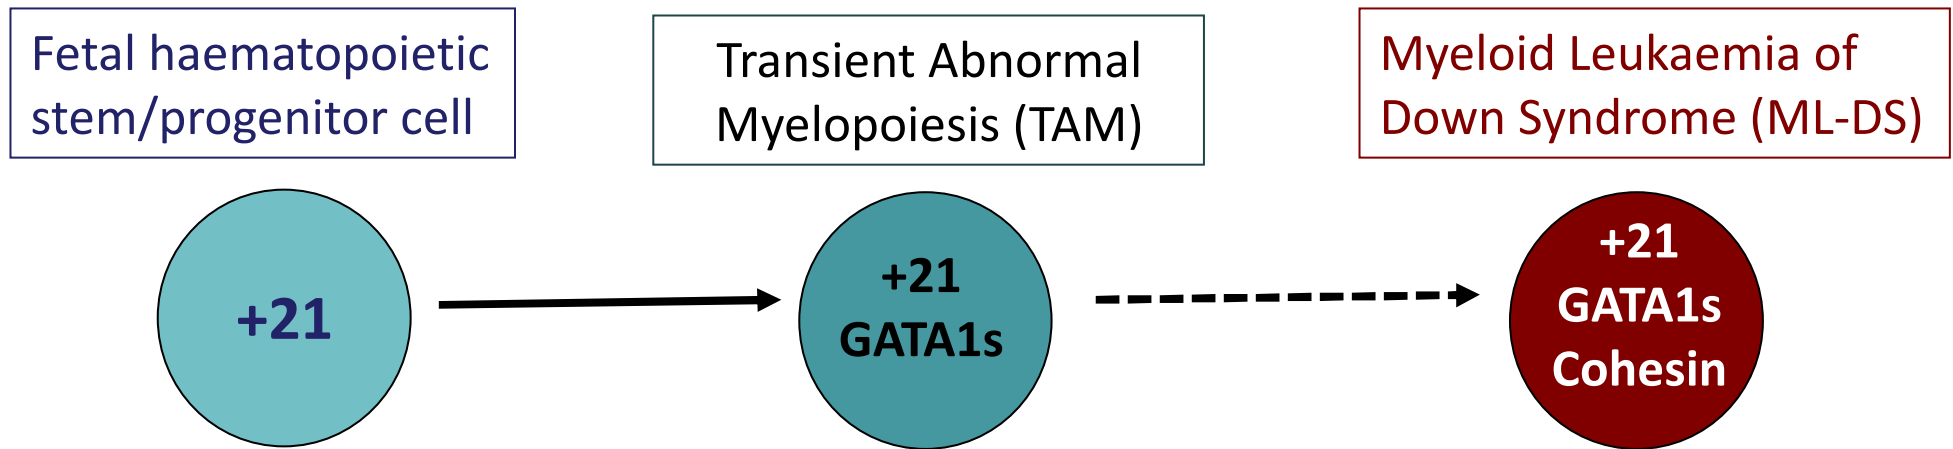 Fetal haematopoietic
stem/progenitor cell
Transient Abnormal
Myelopoiesis (TAM)
Myeloid Leukaemia of
Down Syndrome (ML-DS)
+21
+21
GATA1s
+21
GATA1s
Cohesin